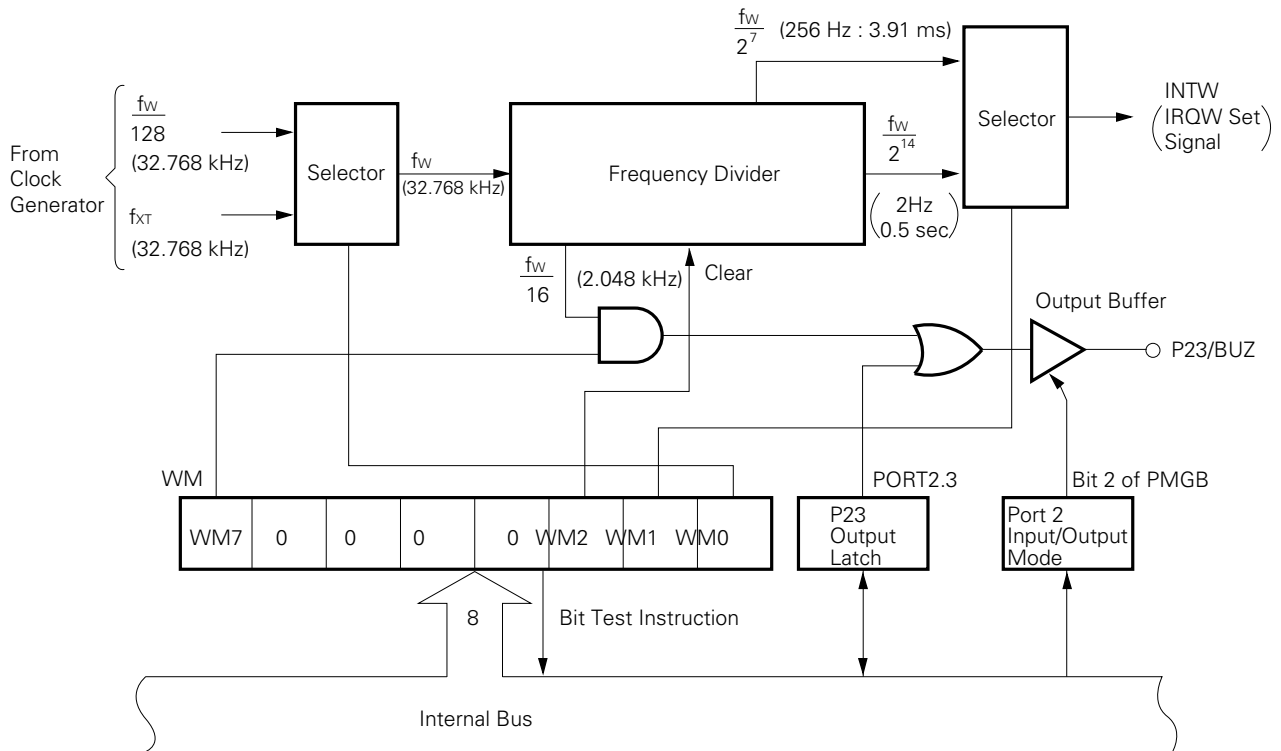 fw
2^7
(256 Hz : 3.91 ms)
From
Clock
Generator
fw
128
(32.768 kHz)
fXT
(32.768 kHz)
Selector
fw
(32.768 kHz)
Frequency Divider
fw
2^14
(2Hz
0.5 sec)
Selector
INTW
(IRQW Set)
Signal
fw
16
(2.048 kHz)
Clear
Output Buffer
P23/BUZ
WM
PORT2.3
Bit 2 of PMGB
WM7 0 0 0 0 WM2 WM1 WM0
P23
Output
Latch
Port 2
Input/Output
Mode
8
Bit Test Instruction
Internal Bus